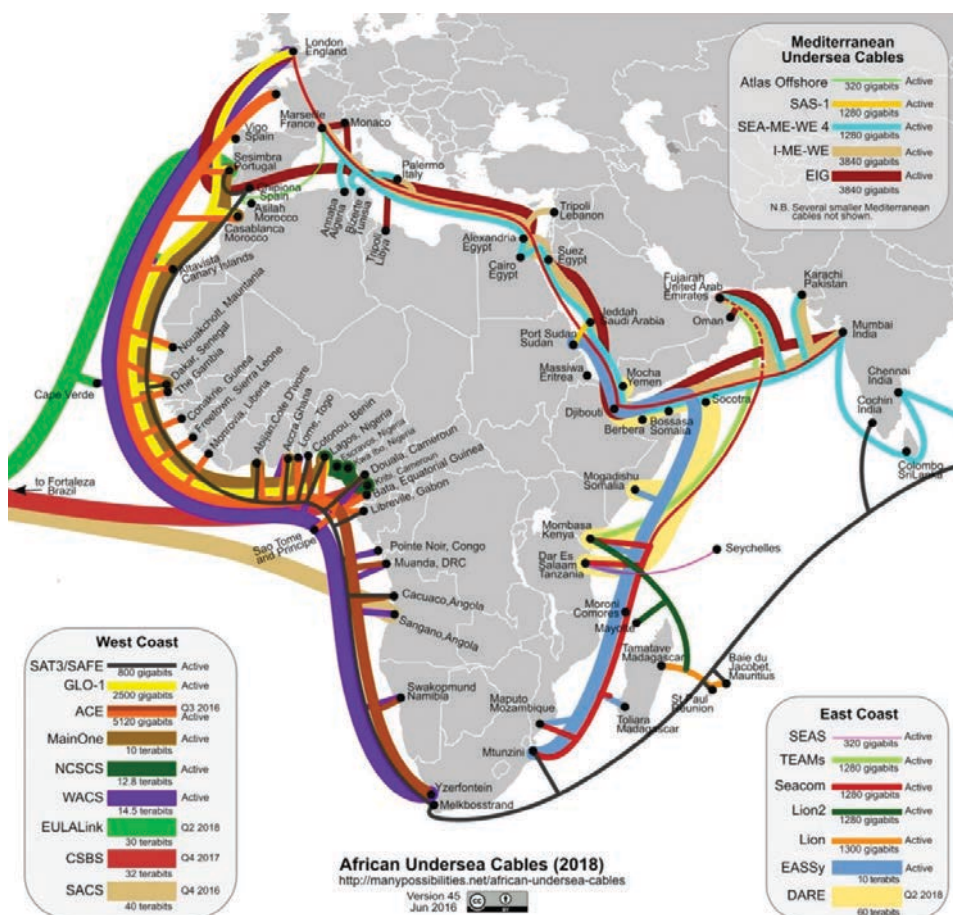 London
England
Vigo
Spain
Sesimbra
Portugal
Chipiona
Spain
Asilah
Morocco
Casablanca
Morocco
Altavista
Canary Islands
Marseille
France
Monaco
Palermo
Italy
Annaba
Algeria
Bizerte
Tunisia
Tripoli
Libya
Tripoli
Lebanon
Alexandria
Egypt
Cairo
Egypt
Suez
Egypt
Jeddah
Saudi Arabia
Port Sudan
Sudan
Massiwa
Eritrea
Mocha
Yemen
Djibouti
Berbera
Bossasa
Somalia
Socotra
Fujairah
United Arab
Emirates
Oman
Karachi
Pakistan
Mumbai
India
Chennai
India
Cochin
India
Colombo
SriLanka
Nouakchott, Mauritania
Dakar, Senegal
The Gambia
Conakrie, Guinea
Freetown, Sierra Leone
Monrovia, Liberia
Abijan, Cote D'Ivoire
Accra, Ghana
Lome, Togo
Cotonou, Benin
Lagos, Nigeria
Escravos, Nigeria
Kwa Ibo, Nigeria
Douala, Cameroun
Kribi, Cameroun
Bata, Equatorial Guinea
Libreville, Gabon
Cape Verde
to Fortaleza
Brazil
Sao Tome
and Principe
Pointe Noir, Congo
Muanda, DRC
Cacuaco,Angola
Sangano,Angola
Swakopmund
Namibia
Yzerfontein
Melkbosstrand
Mogadishu
Somalia
Mombasa
Kenya
Dar Es
Salaam
Tanzania
Seychelles
Moroni
Comores
Mayotte
Tamatave
Madagascar
Baie du
Jacobet,
Mauritius
St Paul
Reunion
Toliara
Madagascar
Maputo
Mozambique
Mtunzini
Mediterranean
Undersea Cables
Atlas Offshore Active
320 gigabits
SAS-1 Active
1280 gigabits
SEA-ME-WE 4 Active
1280 gigabits
I-ME-WE Active
3840 gigabits
EIG Active
3840 gigabits
N.B. Several smaller Mediterranean
cables not shown.
West Coast
SAT3/SAFE Active
800 gigabits
GLO-1 Active
2500 gigabits
ACE Q3 2016
Active
5120 gigabits
MainOne Active
10 terabits
NCSCS Active
12.8 terabits
WACS Active
14.5 terabits
EULALink Q2 2018
30 terabits
CSBS Q4 2017
32 terabits
SACS Q4 2016
40 terabits
East Coast
SEAS Active
320 gigabits
TEAMs Active
1280 gigabits
Seacom Active
1280 gigabits
Lion2 Active
1280 gigabits
Lion Active
1300 gigabits
EASSy Active
10 terabits
DARE Q2 2018
60 terabits
African Undersea Cables (2018)
http://manypossibilities.net/african-undersea-cables
Version 45
Jun 2016
cc
BY